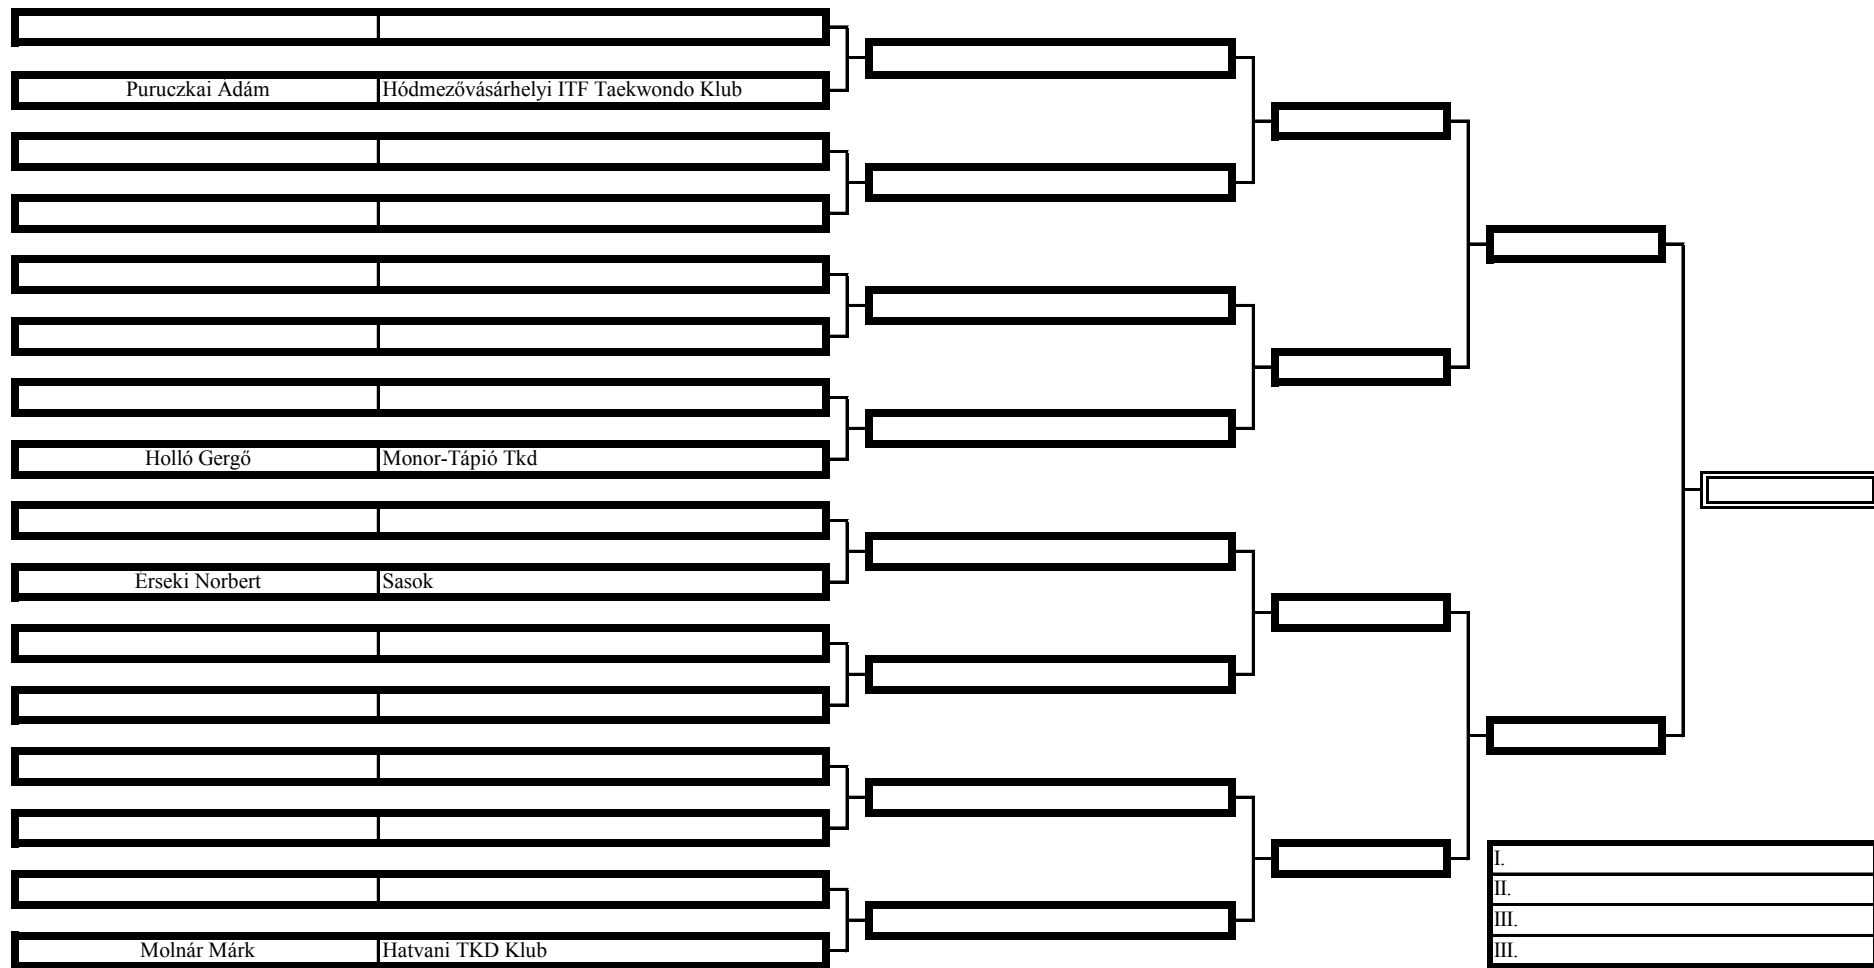 Puruczkai Ádám Hódmezővásárhelyi ITF Taekwondo Klub
Holló Gergő Monor-Tápió Tkd
Érseki Norbert Sasok
Molnár Márk Hatvani TKD Klub
I.
II.
III.
III.